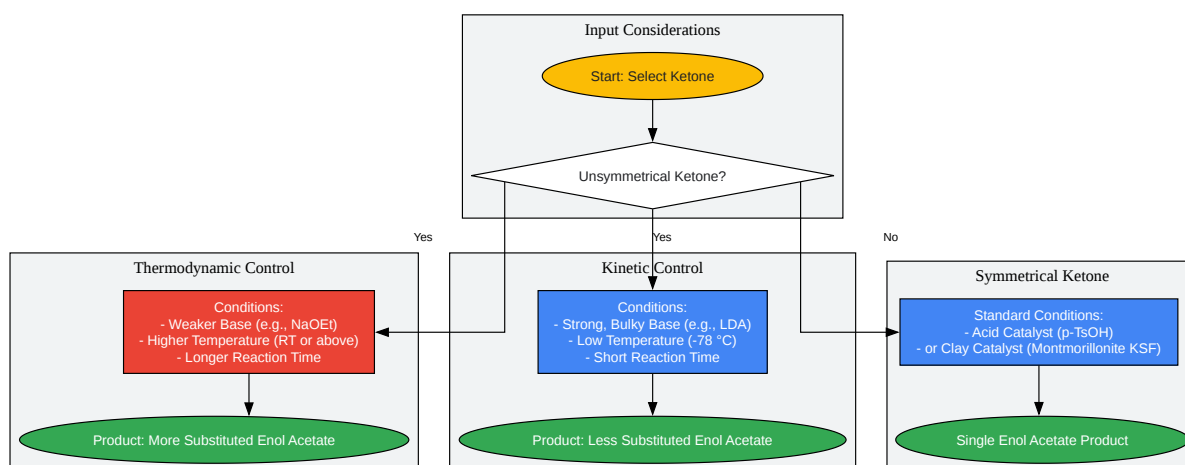 Input Considerations
Start: Select Ketone
Unsymmetrical Ketone?
Yes
Yes
No
Thermodynamic Control
Conditions:
- Weaker Base (e.g., NaOEt)
- Higher Temperature (RT or above)
- Longer Reaction Time
Product: More Substituted Enol Acetate
Kinetic Control
Conditions:
- Strong, Bulky Base (e.g., LDA)
- Low Temperature (-78 °C)
- Short Reaction Time
Product: Less Substituted Enol Acetate
Symmetrical Ketone
Standard Conditions:
- Acid Catalyst (p-TsOH)
- or Clay Catalyst (Montmorillonite KSF)
Single Enol Acetate Product